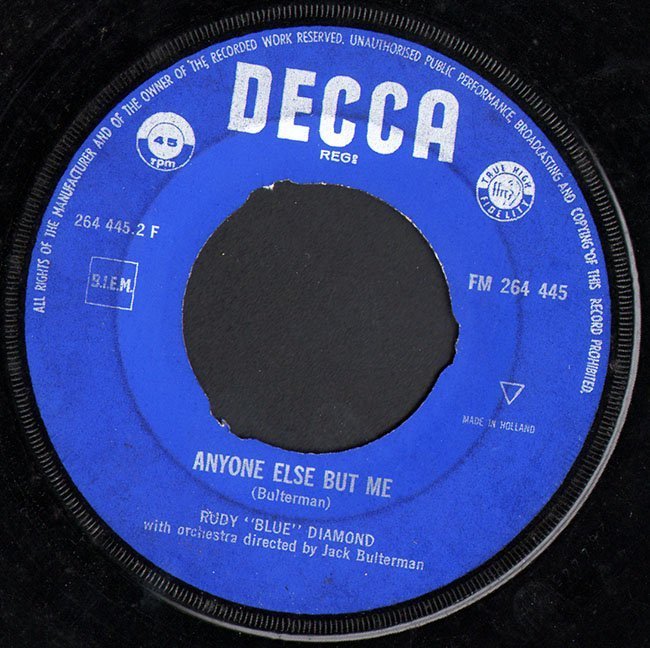 ALL RIGHTS OF THE MANUFACTURER AND OF THE OWNER OF THE RECORDED WORK RESERVED. UNAUTHORISED PUBLIC PERFORMANCE BROADCASTING AND COPYING OF THIS RECORD PROHIBITED.
DECCA
REGD
45
rpm
TRUE HIGH
ffrr
FIDELITY
264 445.2 F
B.I.E.M.
FM 264 445
MADE IN HOLLAND
ANYONE ELSE BUT ME
(Bulterman)
RUDY "BLUE" DIAMOND
with orchestra directed by Jack Bulterman